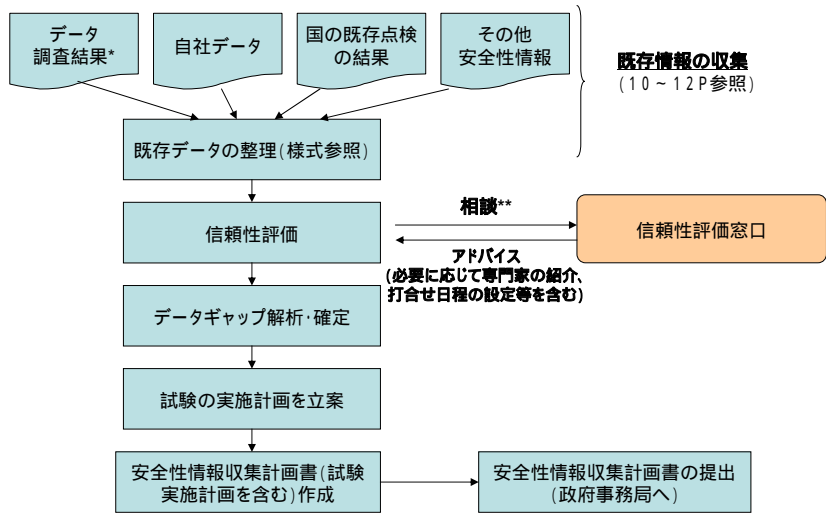 データ
調査結果*
自社データ
国の既存点検
の結果
その他
安全性情報
既存情報の収集
(10~12P参照)
既存データの整理(様式参照)
信頼性評価
相談**
信頼性評価窓口
アドバイス
(必要に応じて専門家の紹介、
打合せ日程の設定等を含む)
データギャップ解析・確定
試験の実施計画を立案
安全性情報収集計画書(試験
実施計画を含む)作成
安全性情報収集計画書の提出
(政府事務局へ)